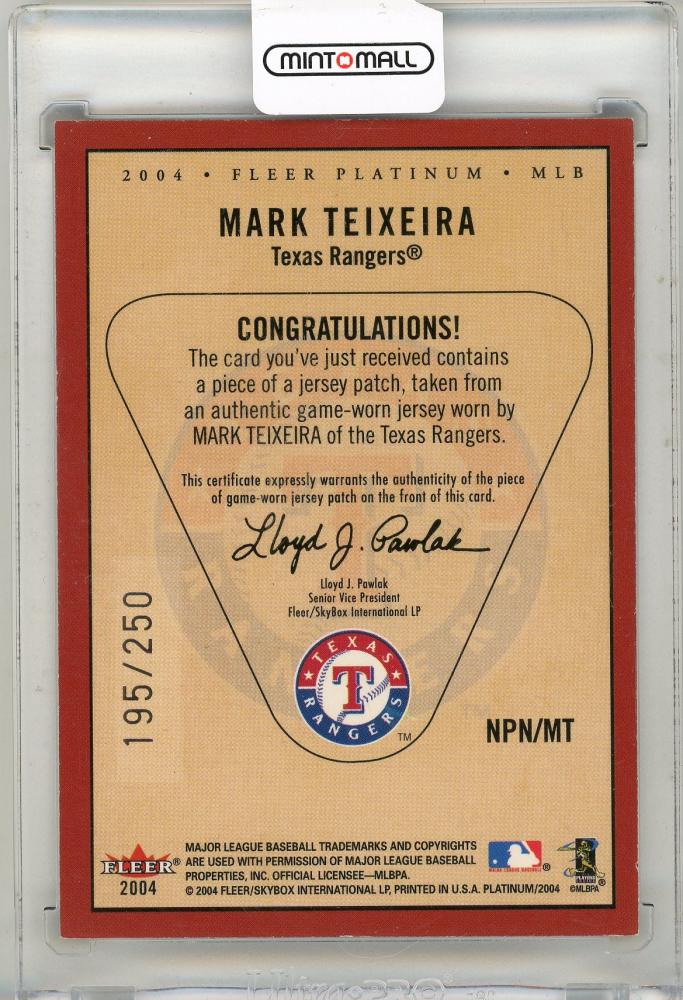 MINTOMALL
2004 • FLEER PLATINUM • MLB
MARK TEIXEIRA
Texas Rangers®
CONGRATULATIONS!
The card you've just received contains
a piece of a jersey patch, taken from
an authentic game-worn jersey worn by
MARK TEIXEIRA of the Texas Rangers.
This certificate expressly warrants the authenticity of the piece
of game-worn jersey patch on the front of this card.
Lloyd J. Pawlak
Lloyd J. Pawlak
Senior Vice President
Fleer/SkyBox International LP
195/250
TEXAS
T
RANGERS
TM
NPN/MT
FLEER®
2004
MAJOR LEAGUE BASEBALL TRADEMARKS AND COPYRIGHTS
ARE USED WITH PERMISSION OF MAJOR LEAGUE BASEBALL
PROPERTIES, INC. OFFICIAL LICENSEE—MLBPA.
© 2004 FLEER/SKYBOX INTERNATIONAL LP, PRINTED IN U.S.A. PLATINUM/2004
MAJOR LEAGUE BASEBALL®
©MLBPA